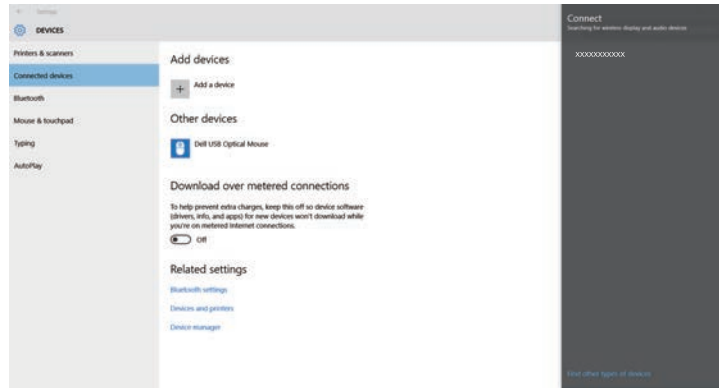 Settings
DEVICES
Printers & scanners
Connected devices
Bluetooth
Mouse & touchpad
Typing
AutoPlay
Add devices
+ Add a device
Other devices
Dell USB Optical Mouse
Download over metered connections
To help prevent extra charges, keep this off so device software
(drivers, info, and apps) for new devices won't download while
you're on metered Internet connections.
Off
Related settings
Bluetooth settings
Devices and printers
Device manager
Connect
Searching for wireless display and audio devices
xxxxxxxxxxx
Find other types of devices